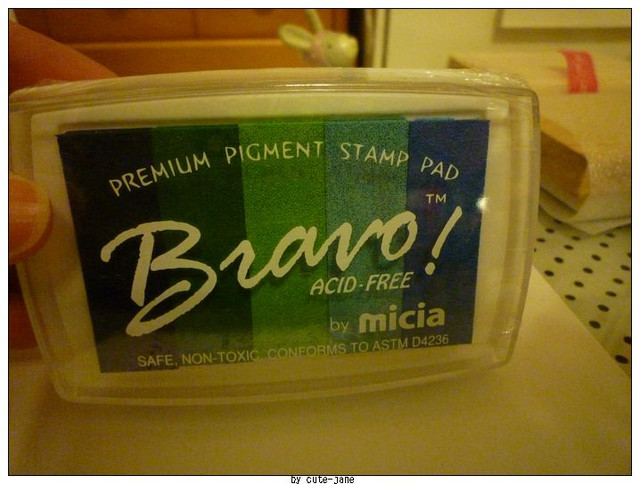 PREMIUM PIGMENT STAMP PAD
Bravo! TM
ACID-FREE
by micia
SAFE, NON-TOXIC, CONFORMS TO ASTM D4236
by cute-jane